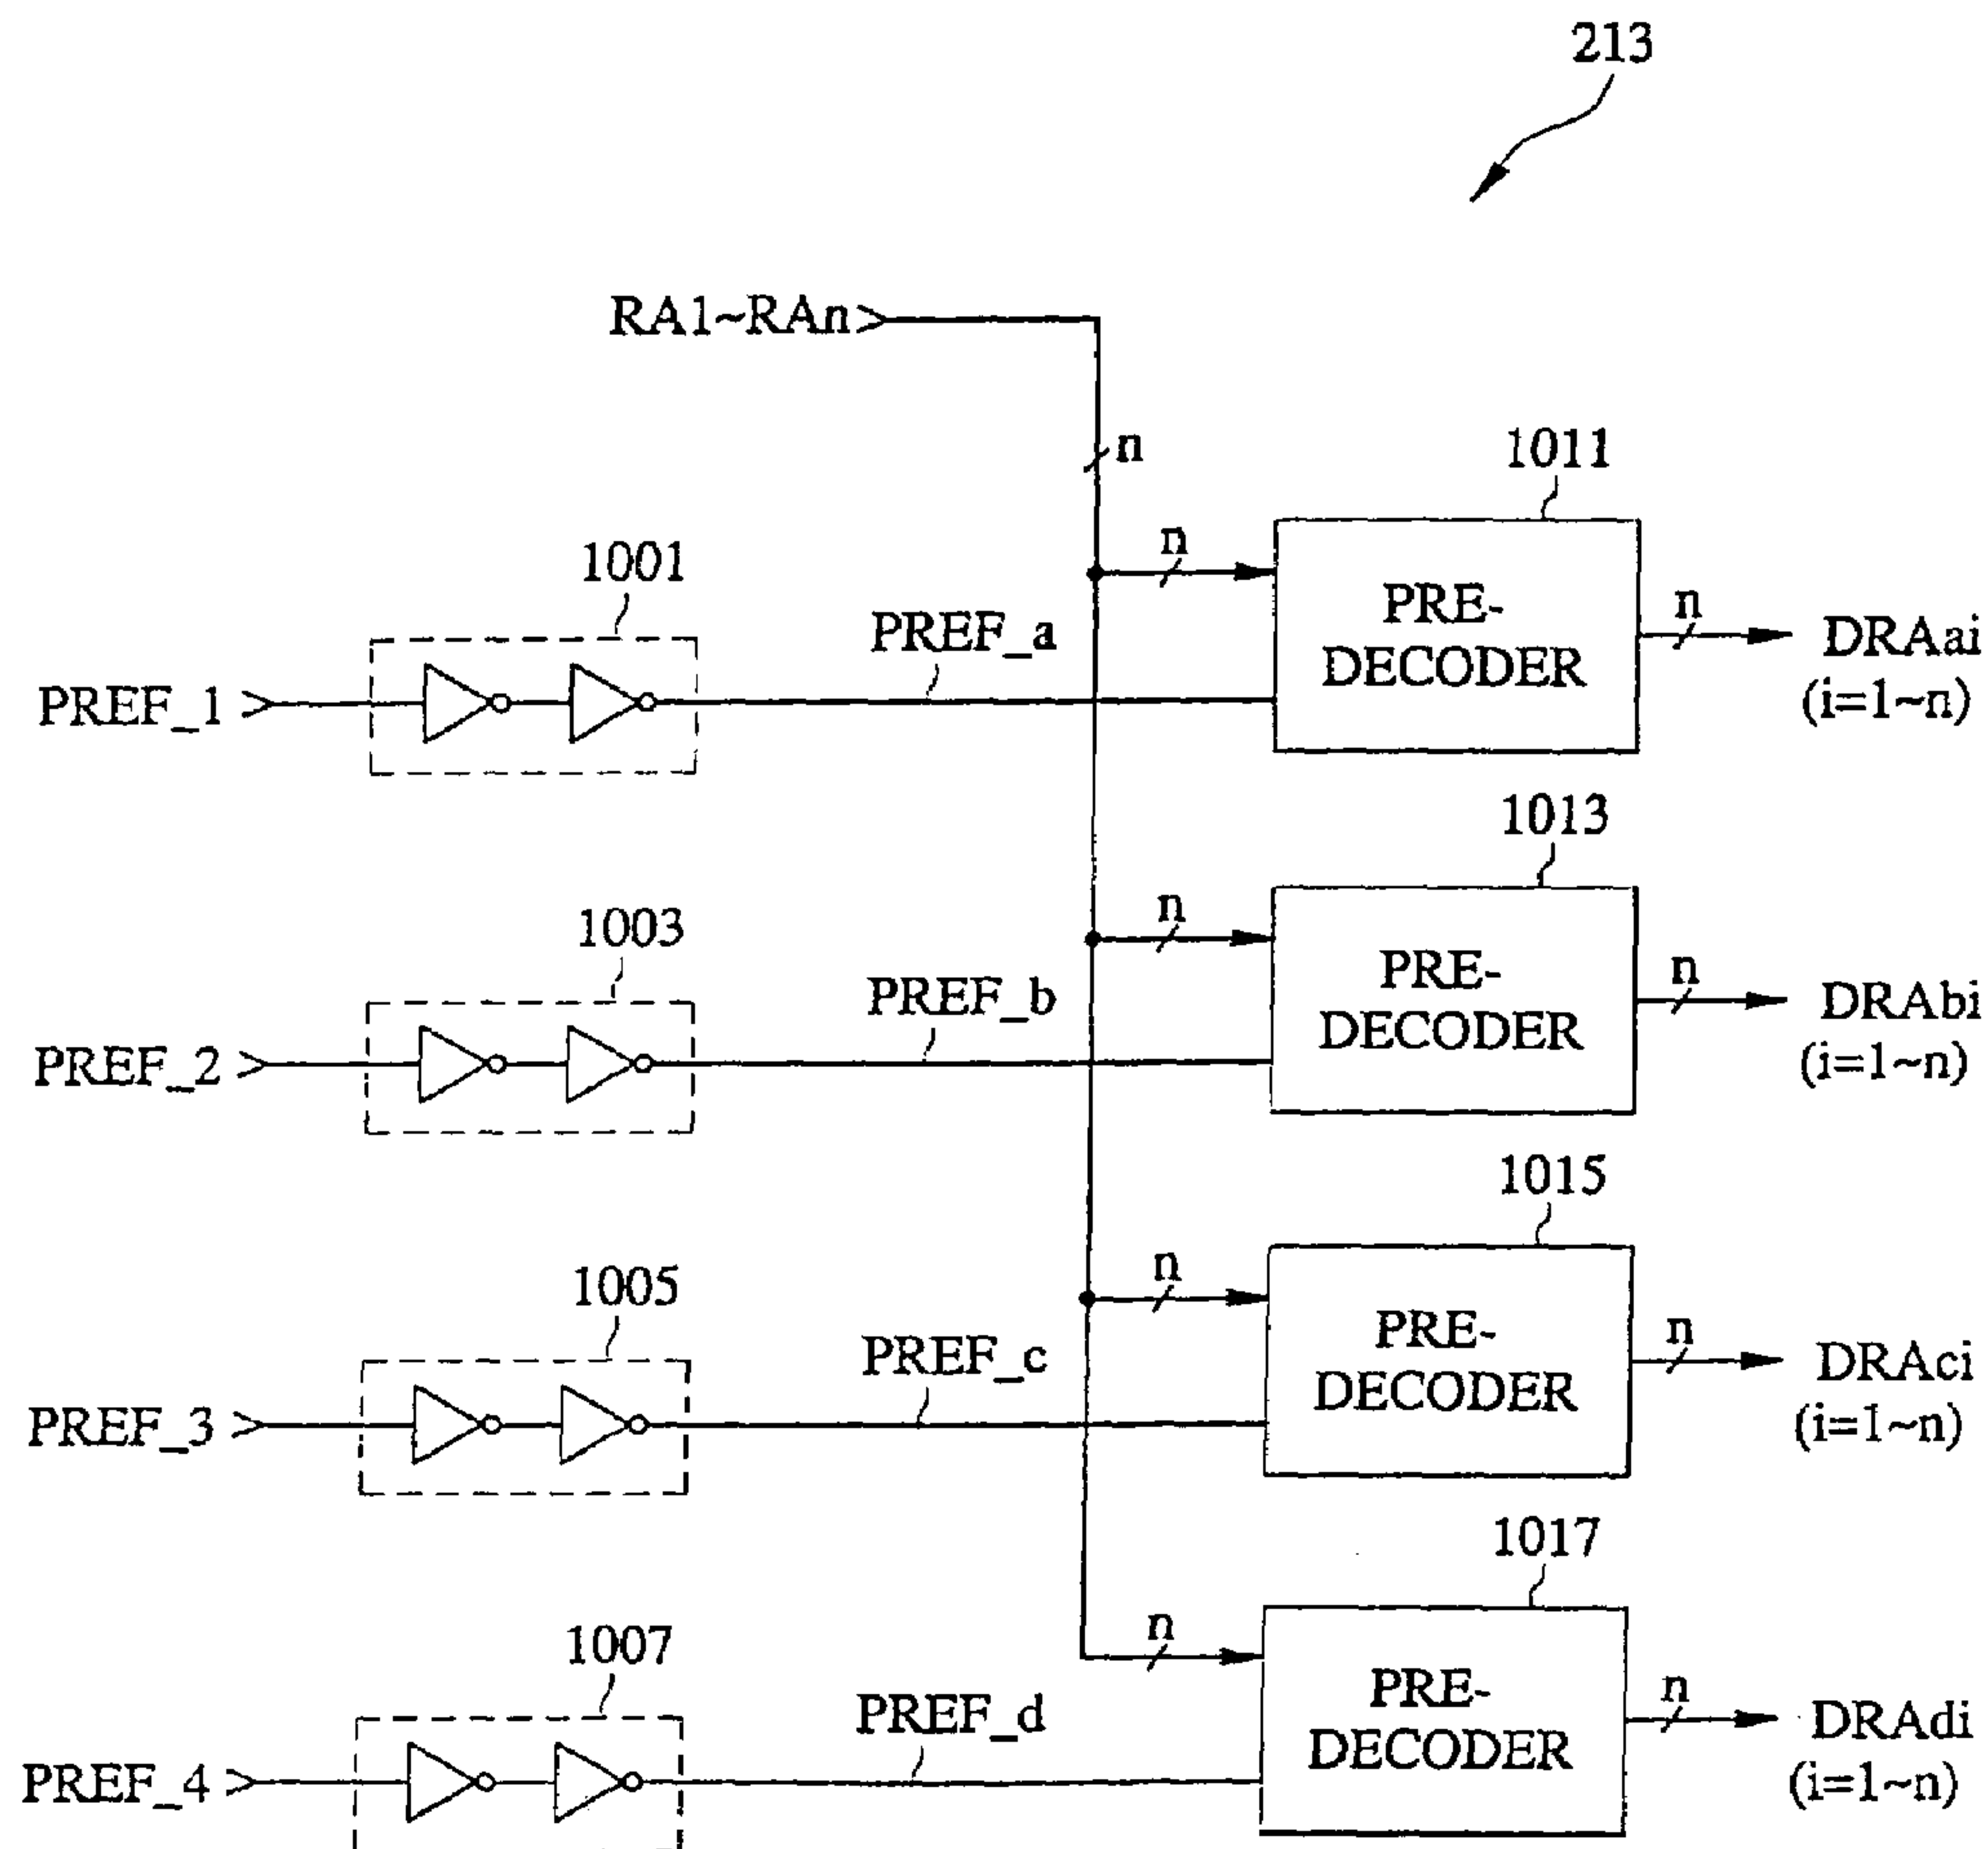 213
RA1~RAn
n
1011
n
1001
PREF_a
PRE-
DECODER
n
DRAai
(i=1~n)
PREF_1
1013
n
1003
PREF_b
PRE-
DECODER
n
DRAbi
(i=1~n)
PREF_2
1015
n
1005
PREF_c
PRE-
DECODER
n
DRAci
(i=1~n)
PREF_3
1017
n
1007
PREF_d
PRE-
DECODER
n
DRAdi
(i=1~n)
PREF_4